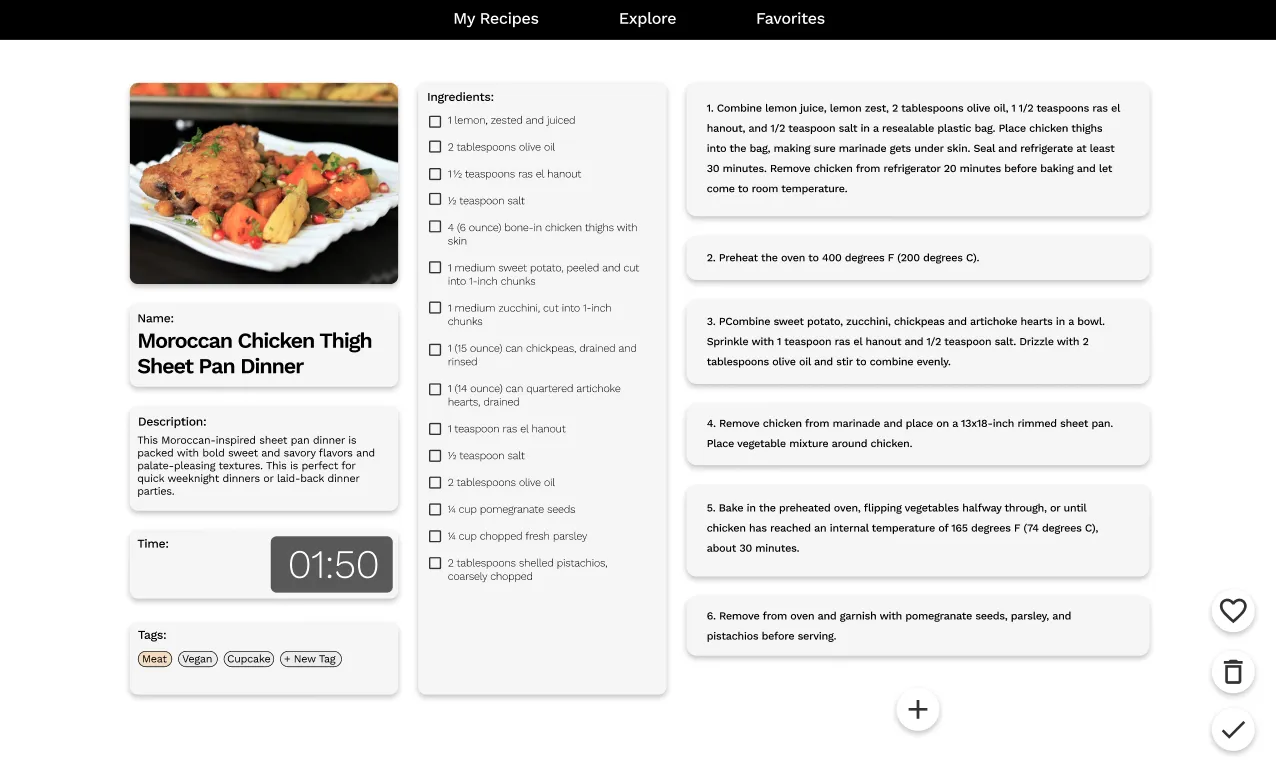 My Recipes
Explore
Favorites
Name:
Moroccan Chicken Thigh
Sheet Pan Dinner
Description:
This Moroccan-inspired sheet pan dinner is
packed with bold sweet and savory flavors and
palate-pleasing textures. This is perfect for
quick weeknight dinners or laid-back dinner
parties.
Time:
01:50
Tags:
Meat
Vegan
Cupcake
+ New Tag
Ingredients:
1 lemon, zested and juiced
2 tablespoons olive oil
1 ½ teaspoons ras el hanout
½ teaspoon salt
4 (6 ounce) bone-in chicken thighs with
skin
1 medium sweet potato, peeled and cut
into 1-inch chunks
1 medium zucchini, cut into 1-inch
chunks
1 (15 ounce) can chickpeas, drained and
rinsed
1 (14 ounce) can quartered artichoke
hearts, drained
1 teaspoon ras el hanout
½ teaspoon salt
2 tablespoons olive oil
¼ cup pomegranate seeds
¼ cup chopped fresh parsley
2 tablespoons shelled pistachios,
coarsely chopped
1. Combine lemon juice, lemon zest, 2 tablespoons olive oil, 1 1/2 teaspoons ras el
hanout, and 1/2 teaspoon salt in a resealable plastic bag. Place chicken thighs
into the bag, making sure marinade gets under skin. Seal and refrigerate at least
30 minutes. Remove chicken from refrigerator 20 minutes before baking and let
come to room temperature.
2. Preheat the oven to 400 degrees F (200 degrees C).
3. PCombine sweet potato, zucchini, chickpeas and artichoke hearts in a bowl.
Sprinkle with 1 teaspoon ras el hanout and 1/2 teaspoon salt. Drizzle with 2
tablespoons olive oil and stir to combine evenly.
4. Remove chicken from marinade and place on a 13x18-inch rimmed sheet pan.
Place vegetable mixture around chicken.
5. Bake in the preheated oven, flipping vegetables halfway through, or until
chicken has reached an internal temperature of 165 degrees F (74 degrees C),
about 30 minutes.
6. Remove from oven and garnish with pomegranate seeds, parsley, and
pistachios before serving.